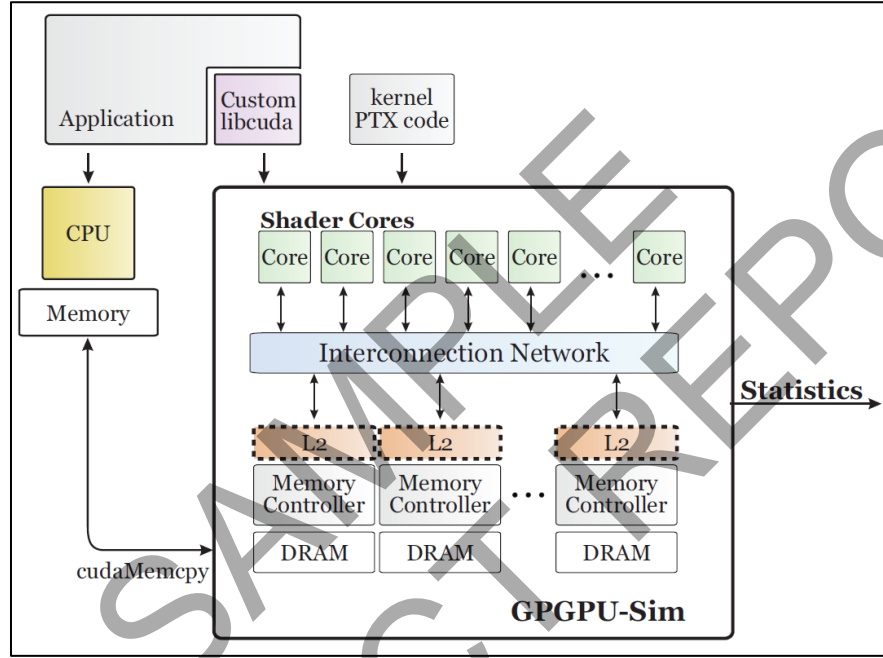 Application
Custom
libcuda
kernel
PTX code
CPU
Memory
Shader Cores
Core Core Core Core Core ... Core
Interconnection Network
Statistics
L2 L2 L2
Memory
Controller
Memory
Controller
...
Memory
Controller
DRAM DRAM DRAM
cudaMemcpy
GPGPU-Sim
SAMPLE